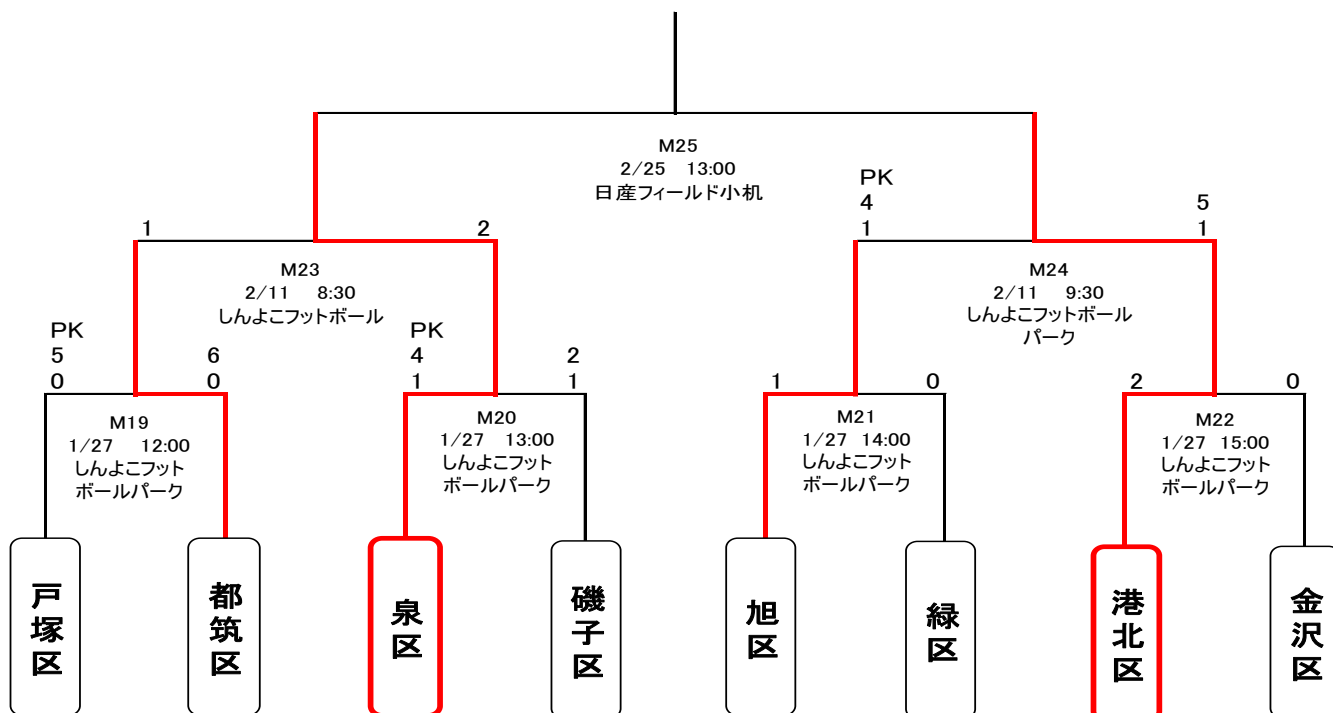 M25
2/25 13:00
日産フィールド小机
PK
4 5
1 1
1 2
M23
2/11 8:30
しんよこフットボール
M24
2/11 9:30
しんよこフットボール
パーク
PK
5 6
0 0
PK
4 2
1 1
1 0
2 0
M19
1/27 12:00
しんよこフット
ボールパーク
M20
1/27 13:00
しんよこフット
ボールパーク
M21
1/27 14:00
しんよこフット
ボールパーク
M22
1/27 15:00
しんよこフット
ボールパーク
戸塚区
都筑区
泉区
磯子区
旭区
緑区
港北区
金沢区